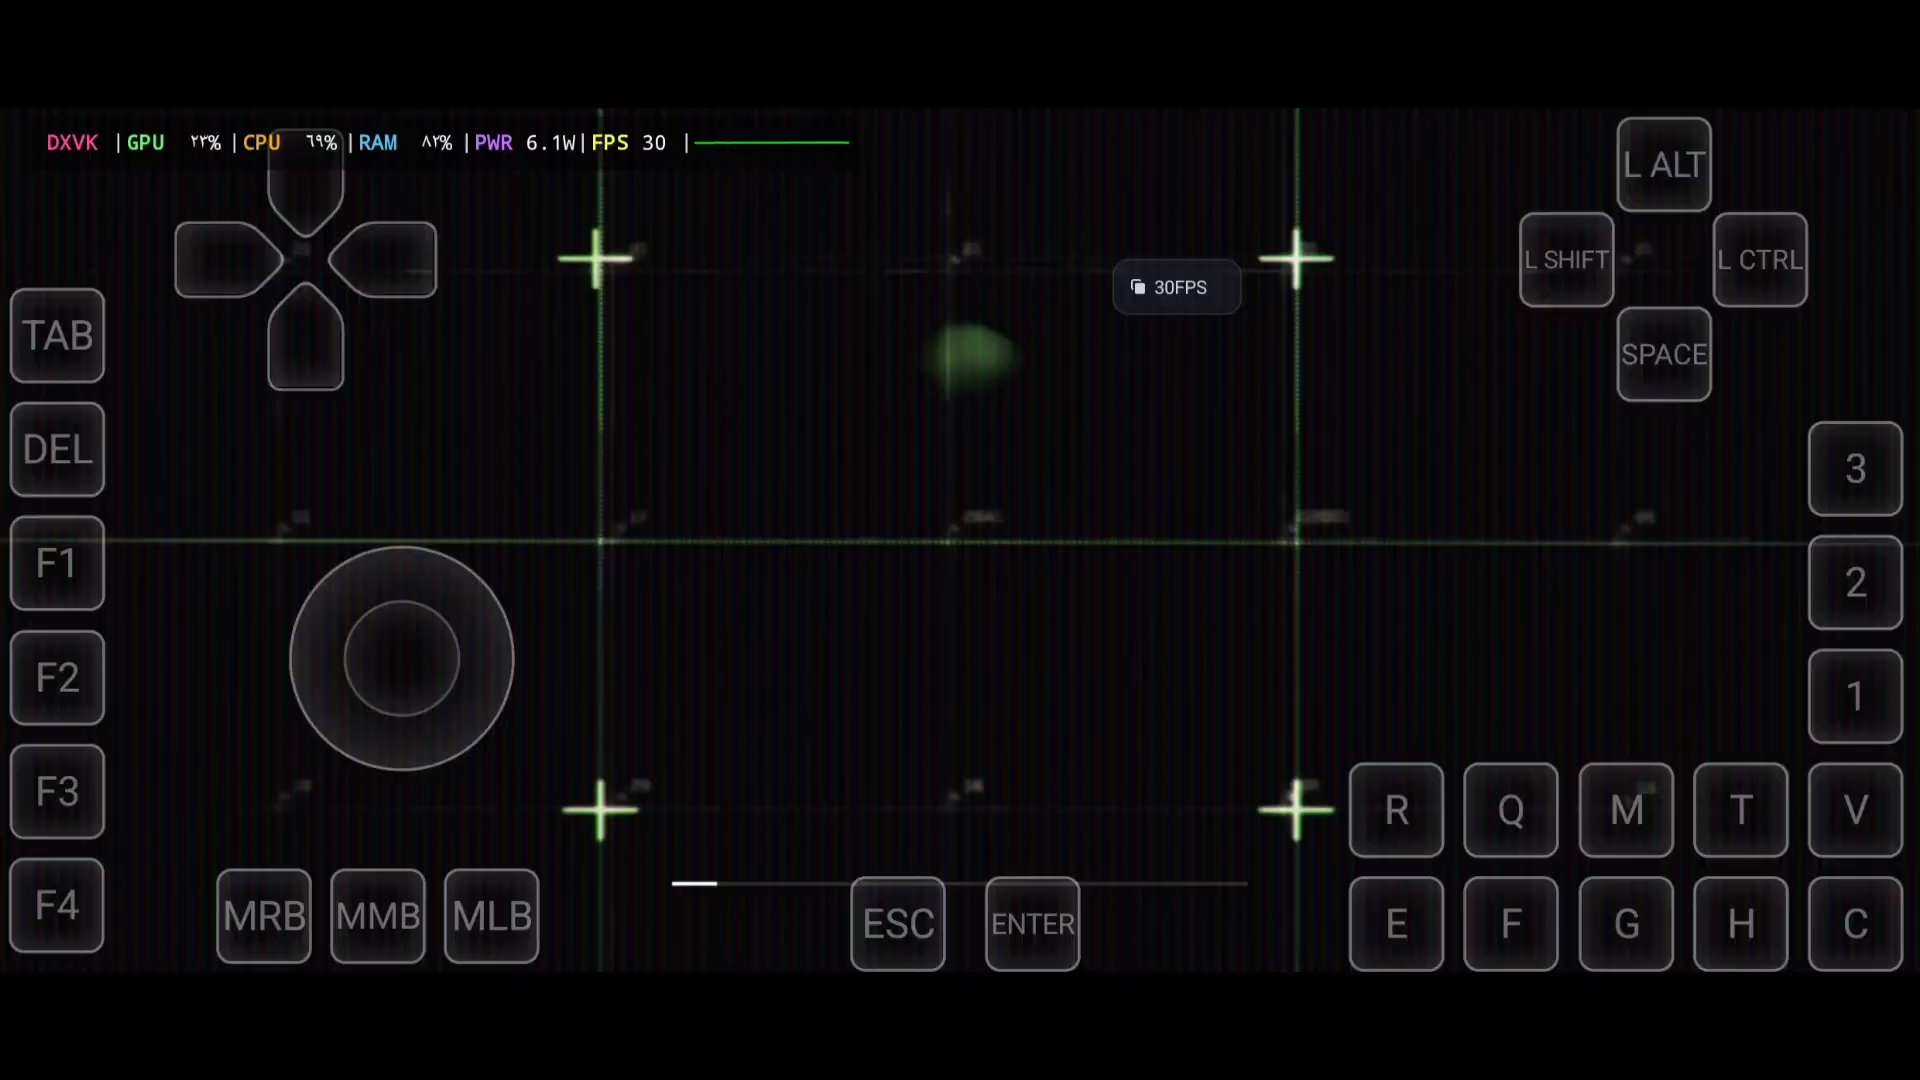 DXVK |GPU ٢٣% |CPU ٦٩% |RAM ٨٢% |PWR 6.1W|FPS 30 |
L ALT
L SHIFT
L CTRL
30FPS
TAB
SPACE
DEL
3
F1
2
F2
1
F3
R
Q
M
T
V
F4
MRB
MMB
MLB
ESC
ENTER
E
F
G
H
C